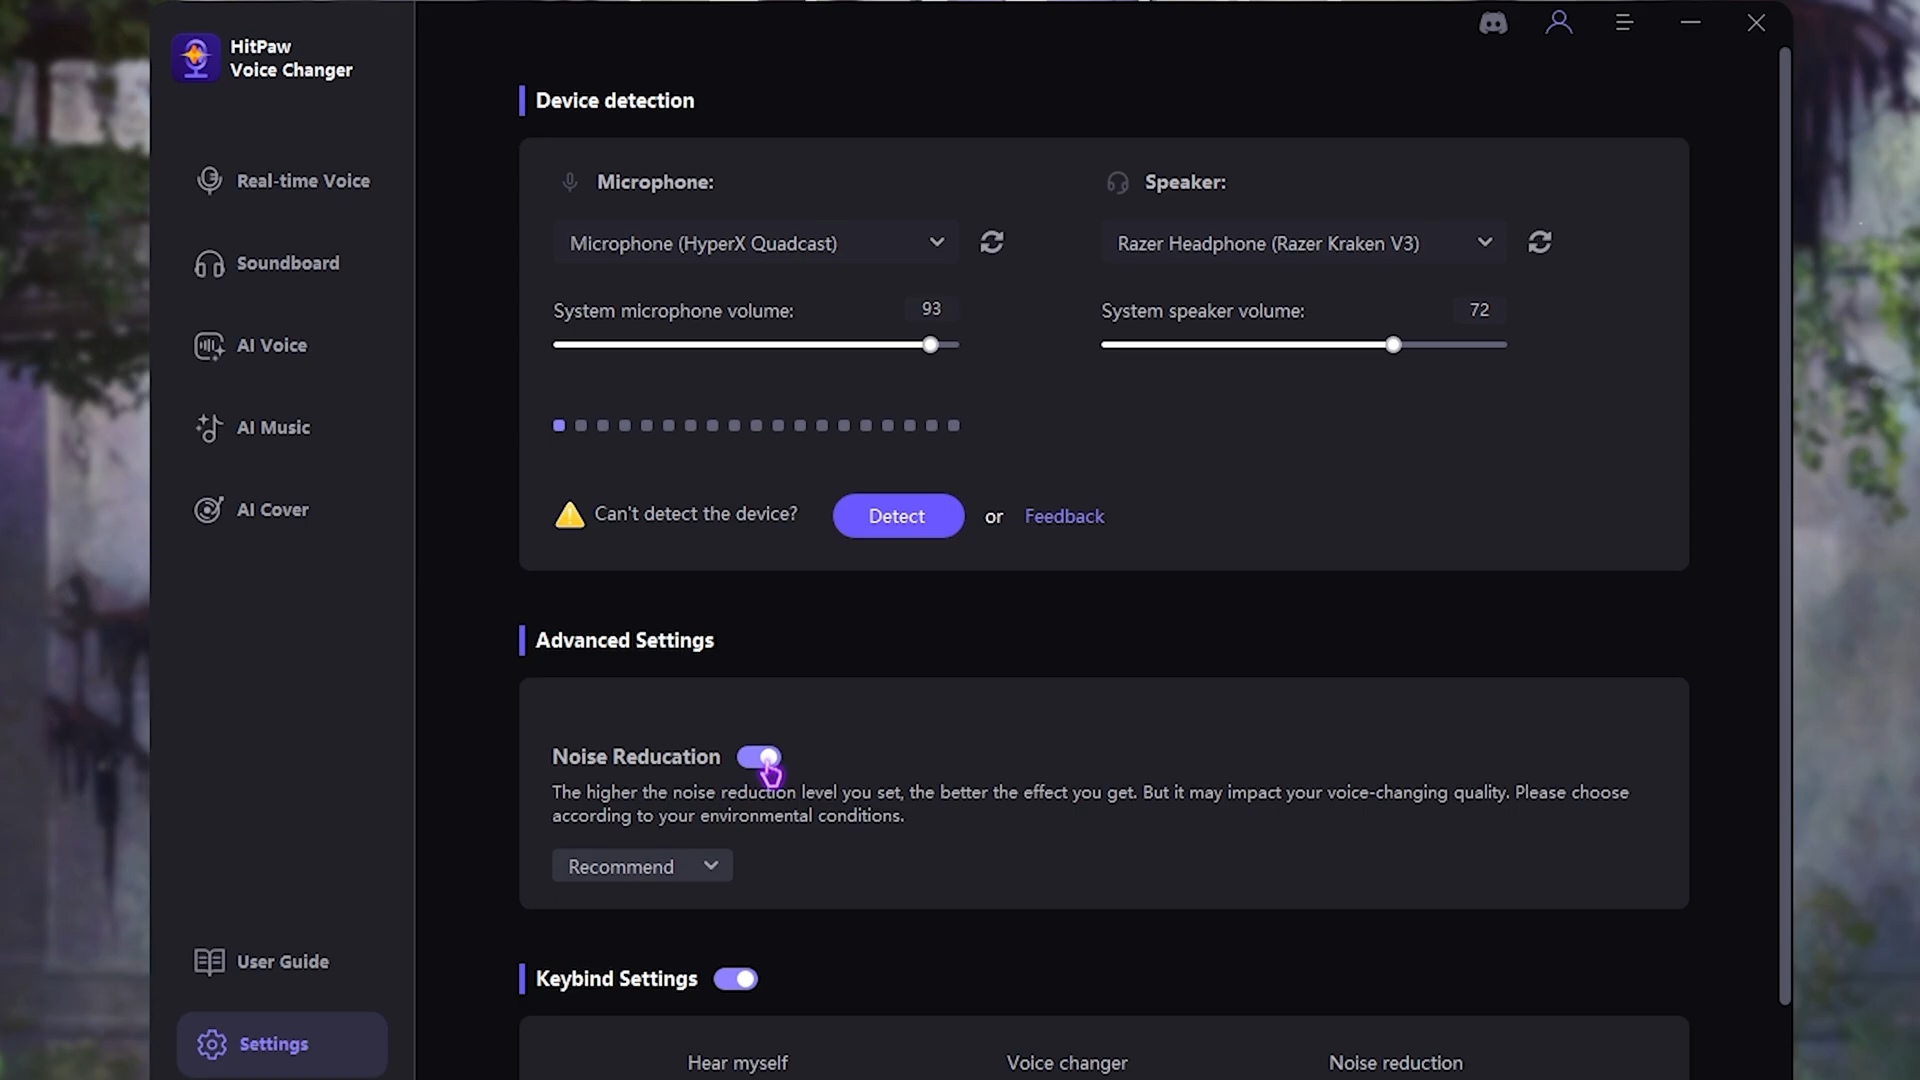 HitPaw
Voice Changer
Real-time Voice
Soundboard
AI Voice
AI Music
AI Cover
User Guide
Settings
Device detection
Microphone:
Microphone (HyperX Quadcast)
System microphone volume:
93
Speaker:
Razer Headphone (Razer Kraken V3)
System speaker volume:
72
Can't detect the device?
Detect
or
Feedback
Advanced Settings
Noise Reducation
The higher the noise reduction level you set, the better the effect you get. But it may impact your voice-changing quality. Please choose
according to your environmental conditions.
Recommend
Keybind Settings
Hear myself
Voice changer
Noise reduction